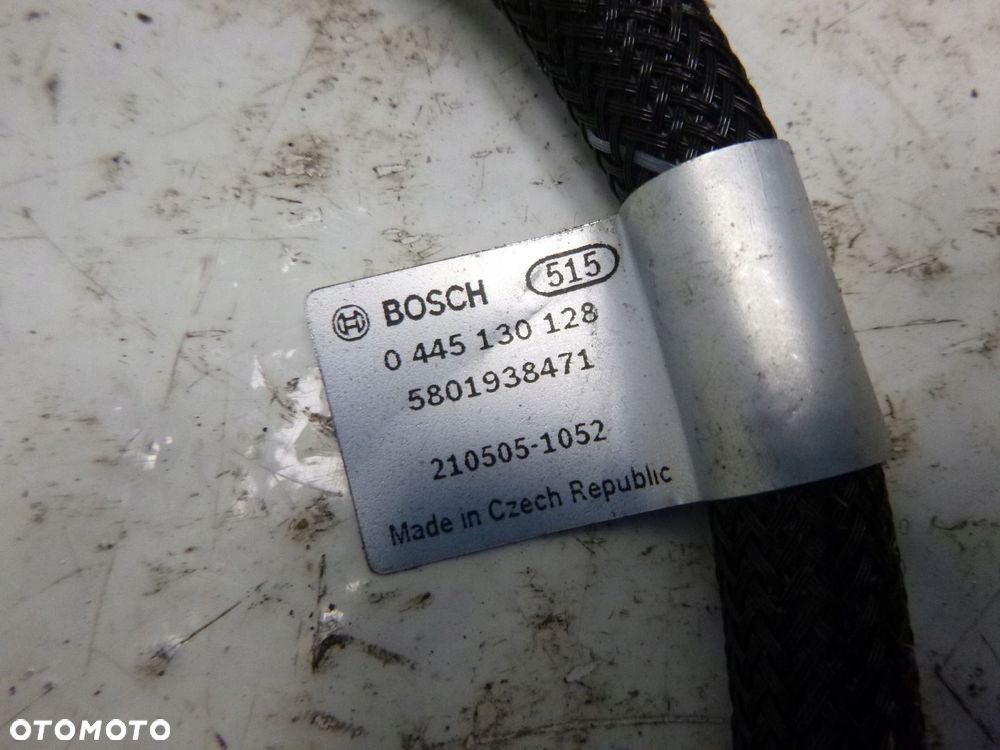 BOSCH 515
0 445 130 128
5801938471
210505-1052
Made in Czech Republic
OTOMOTO